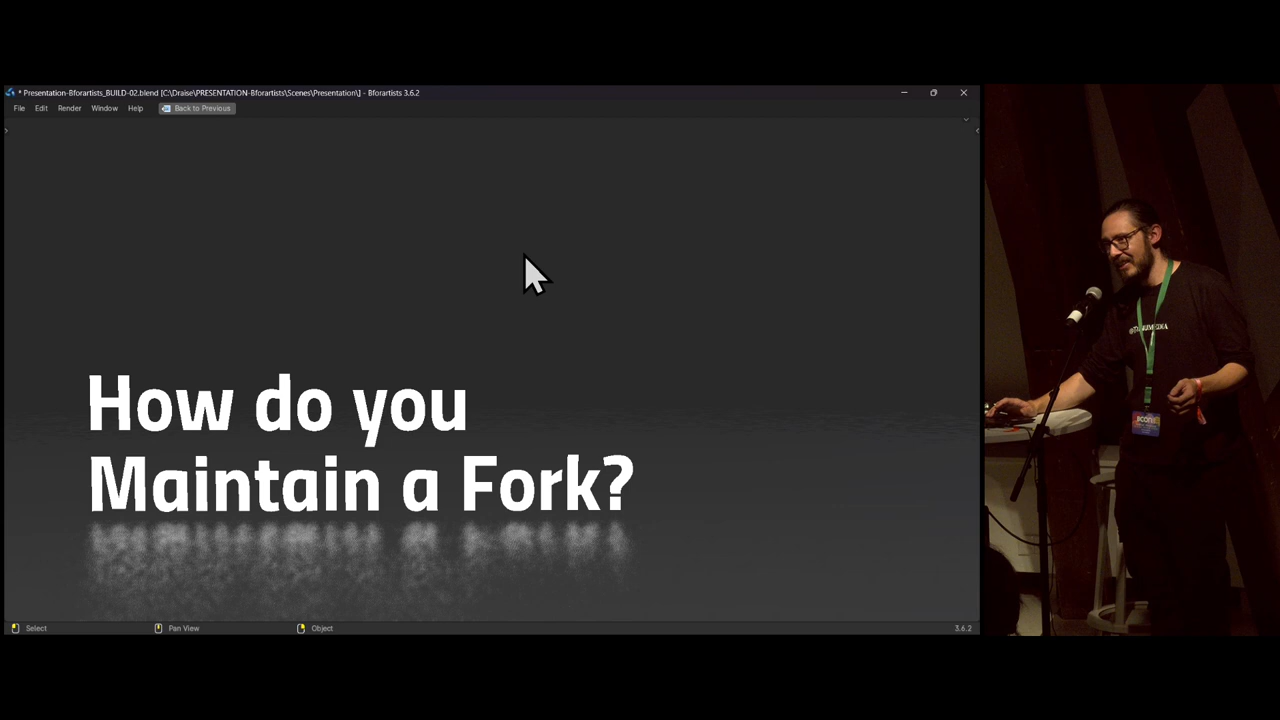 * Presentation-Bforartists_BUILD-02.blend [C:\Draise\PRESENTATION-Bforartists\Scenes\Presentation\] - Bforartists 3.6.2
File Edit Render Window Help Back to Previous
How do you
Maintain a Fork?
Select Pan View Object 3.6.2